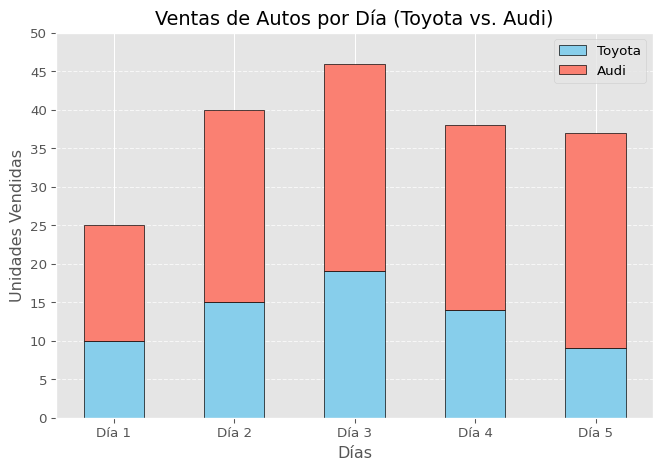 Ventas de Autos por Día (Toyota vs. Audi)
Toyota
Audi
Unidades Vendidas
50
45
40
35
30
25
20
15
10
5
0
Día 1
Día 2
Día 3
Día 4
Día 5
Días